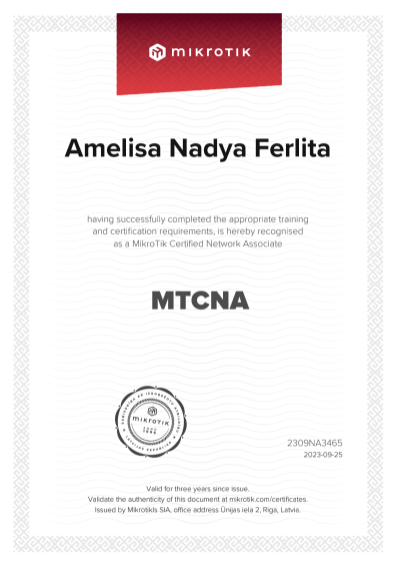 MIKROTIK
Amelisa Nadya Ferlita
having successfully completed the appropriate training
and certification requirements, is hereby recognised
as a MikroTik Certified Network Associate
MTCNA
MIKROTIK
2309NA3465
2023-09-25
Valid for three years since issue.
Validate the authenticity of this document at mikrotik.com/certificates.
Issued by Mikrotikls SIA, office address Ūnijas iela 2, Riga, Latvia.